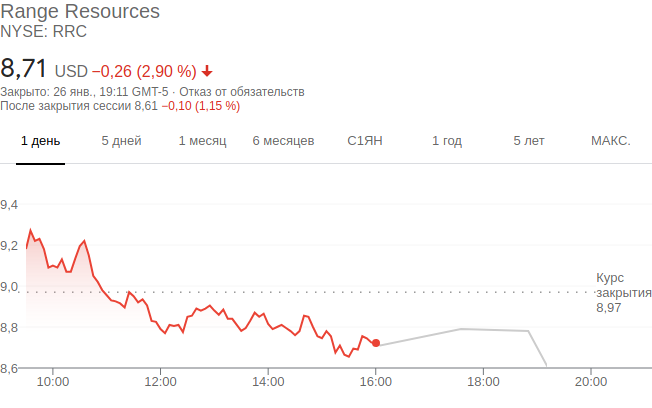 Range Resources
NYSE: RRC
8,71 USD −0,26 (2,90 %)
Закрыто: 26 янв., 19:11 GMT-5 · Отказ от обязательств
После закрытия сессии 8,61 −0,10 (1,15 %)
1 день 5 дней 1 месяц 6 месяцев С1ЯН 1 год 5 лет МАКС.
9,4
9,2
9,0
8,8
8,6
Курс
закрытия
8,97
10:00 12:00 14:00 16:00 18:00 20:00